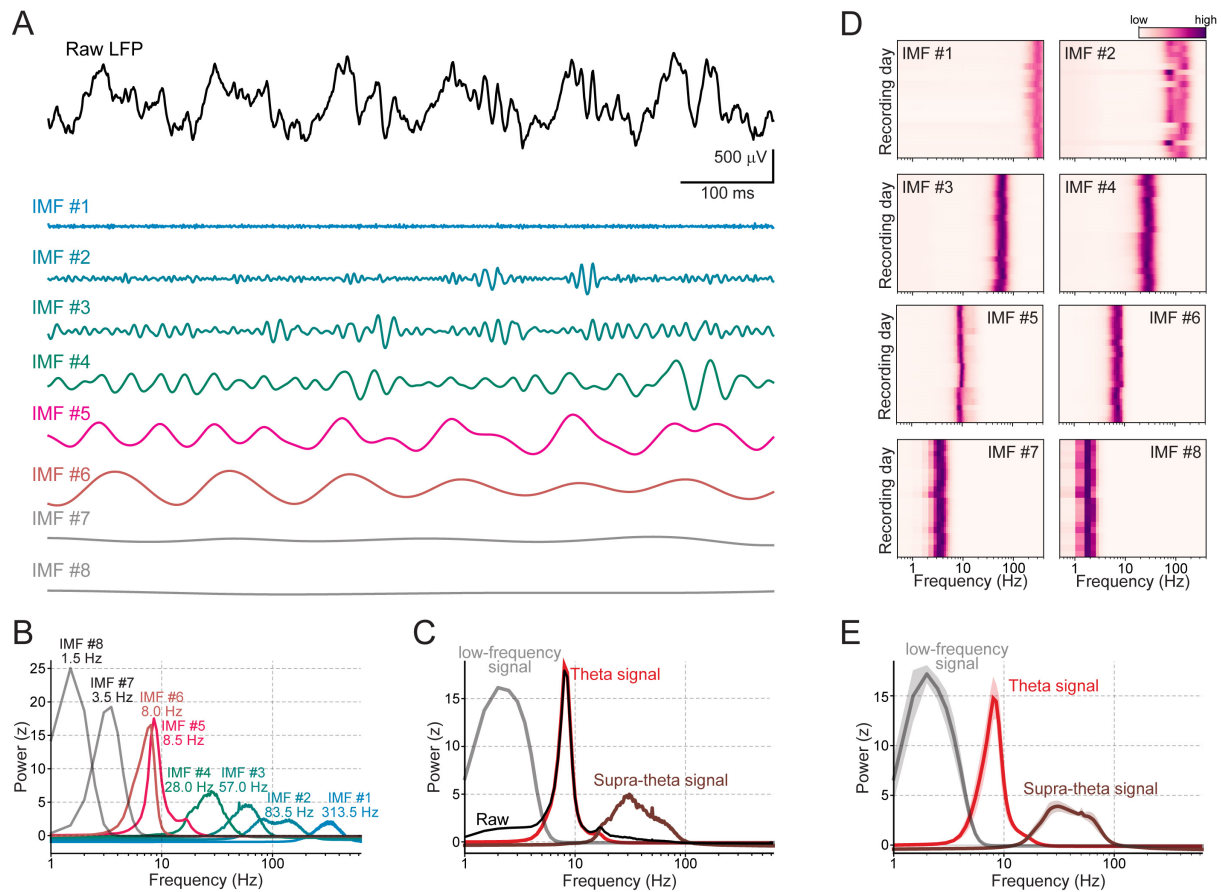 A
Raw LFP
500 µV
100 ms
IMF #1
IMF #2
IMF #3
IMF #4
IMF #5
IMF #6
IMF #7
IMF #8
B
Power (z)
25
20
15
10
5
0
IMF #8
1.5 Hz
IMF #7
3.5 Hz
IMF #6
8.0 Hz
IMF #5
8.5 Hz
IMF #4
28.0 Hz
IMF #3
57.0 Hz
IMF #2
83.5 Hz
IMF #1
313.5 Hz
1
10
100
Frequency (Hz)
C
Power (z)
15
10
5
0
low-frequency
signal
Theta signal
Supra-theta signal
Raw
1
10
100
Frequency (Hz)
D
low
high
Recording day
IMF #1
IMF #2
Recording day
IMF #3
IMF #4
Recording day
IMF #5
IMF #6
Recording day
IMF #7
IMF #8
1
10
100
Frequency (Hz)
1
10
100
Frequency (Hz)
E
Power (z)
15
10
5
0
low-frequency
signal
Theta signal
Supra-theta signal
1
10
100
Frequency (Hz)